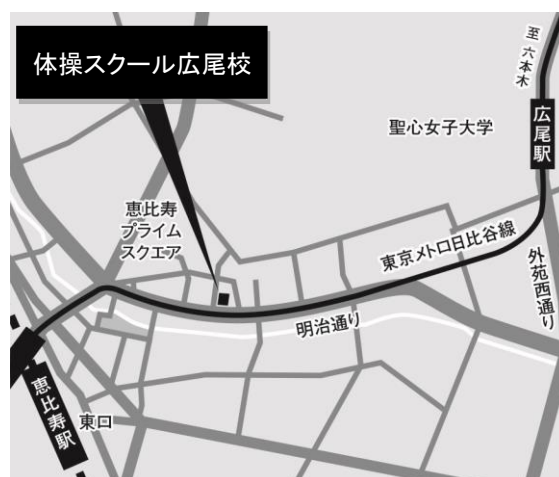 体操スクール広尾校
至 六本木
広尾駅
聖心女子大学
恵比寿
プライム
スクエア
東京メトロ日比谷線
外苑西通り
明治通り
恵比寿駅
東口